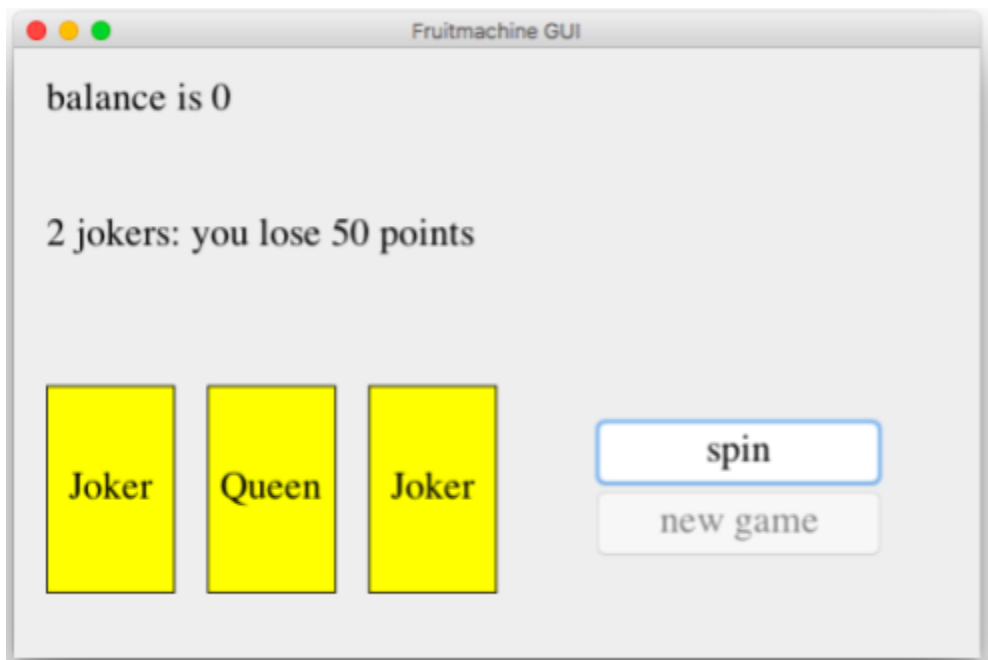 Fruitmachine GUI
balance is 0
2 jokers: you lose 50 points
Joker Queen Joker
spin
new game